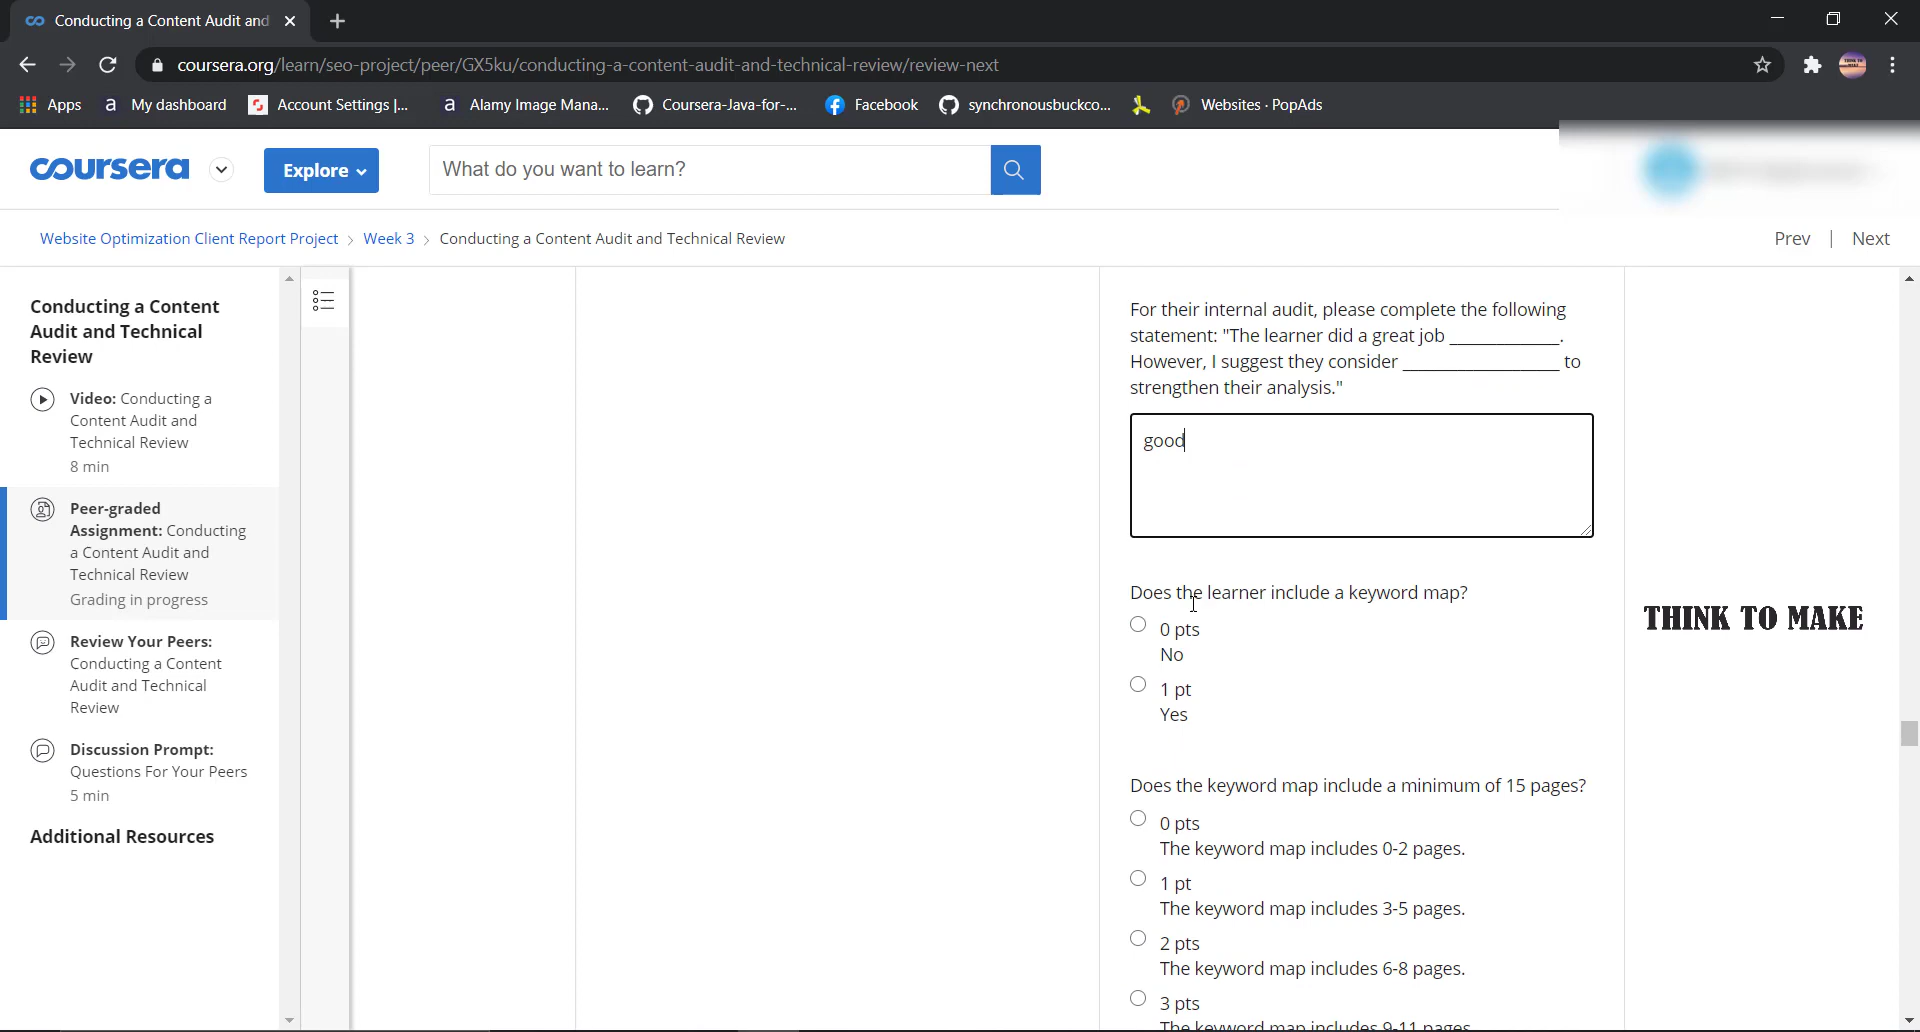 Conducting a Content Audit and
coursera.org/learn/seo-project/peer/GX5ku/conducting-a-content-audit-and-technical-review/review-next
Apps
a My dashboard
Account Settings |...
a Alamy Image Mana...
Coursera-Java-for-...
Facebook
synchronousbuckco...
Websites · PopAds
coursera
Explore
What do you want to learn?
Website Optimization Client Report Project > Week 3 > Conducting a Content Audit and Technical Review
Prev | Next
Conducting a Content
Audit and Technical
Review
Video: Conducting a
Content Audit and
Technical Review
8 min
Peer-graded
Assignment: Conducting
a Content Audit and
Technical Review
Grading in progress
Review Your Peers:
Conducting a Content
Audit and Technical
Review
Discussion Prompt:
Questions For Your Peers
5 min
Additional Resources
For their internal audit, please complete the following
statement: "The learner did a great job ____________.
However, I suggest they consider _________________ to
strengthen their analysis."
good
Does the learner include a keyword map?
0 pts
No
1 pt
Yes
Does the keyword map include a minimum of 15 pages?
0 pts
The keyword map includes 0-2 pages.
1 pt
The keyword map includes 3-5 pages.
2 pts
The keyword map includes 6-8 pages.
3 pts
The keyword map includes 9-11 pages.
THINK TO MAKE